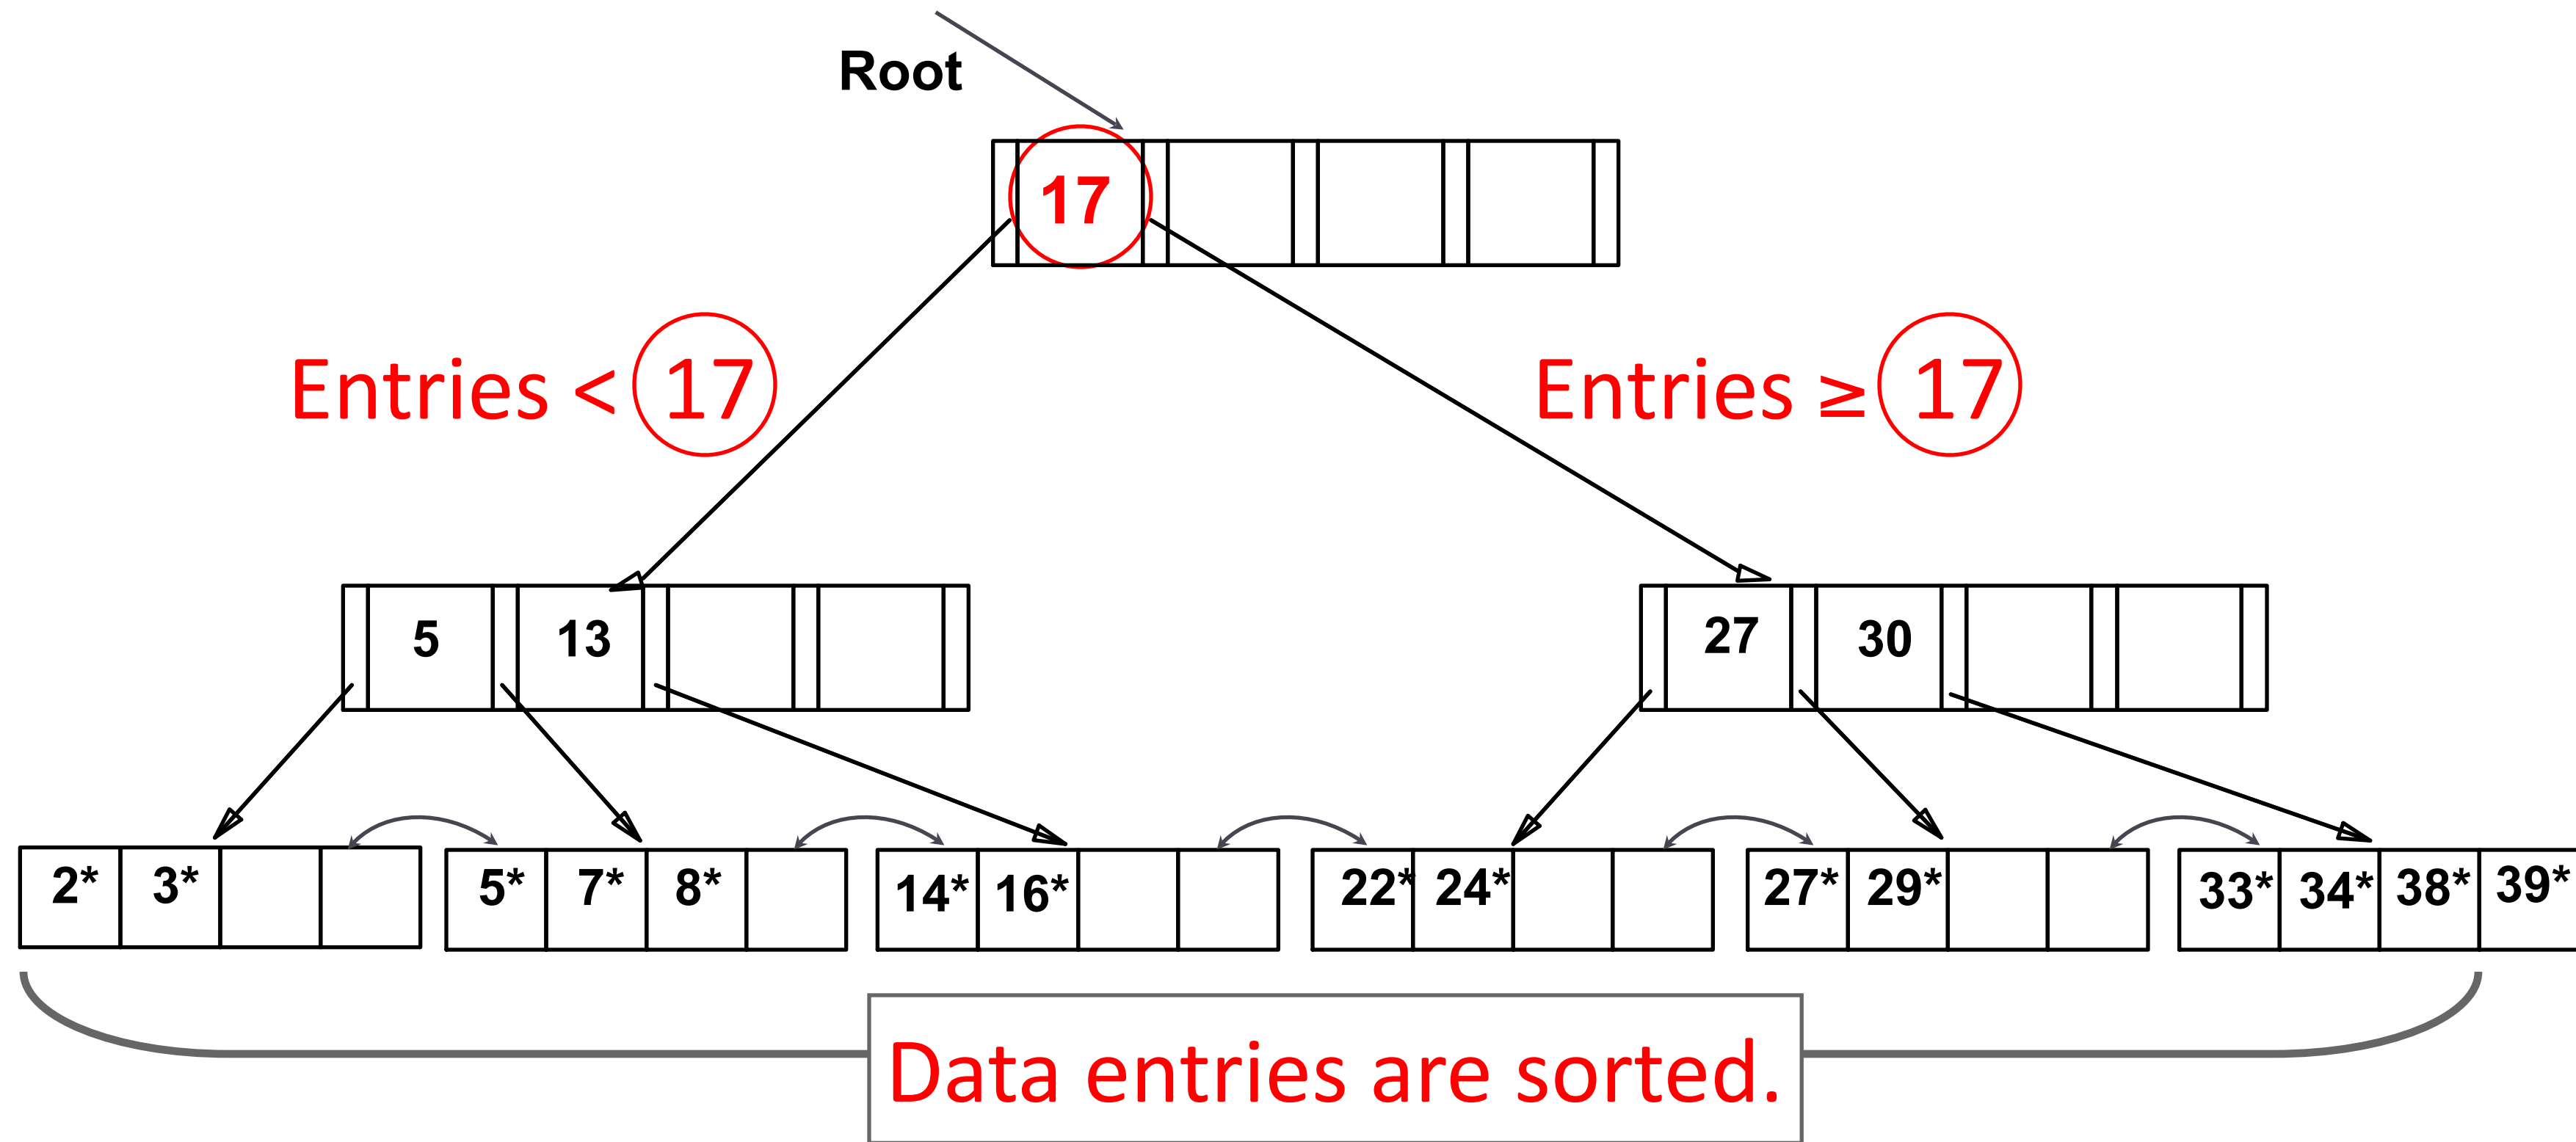 Root
17
Entries < 17
Entries ≥ 17
5 13
27 30
2* 3*
5* 7* 8*
14* 16*
22* 24*
27* 29*
33* 34* 38* 39*
Data entries are sorted.